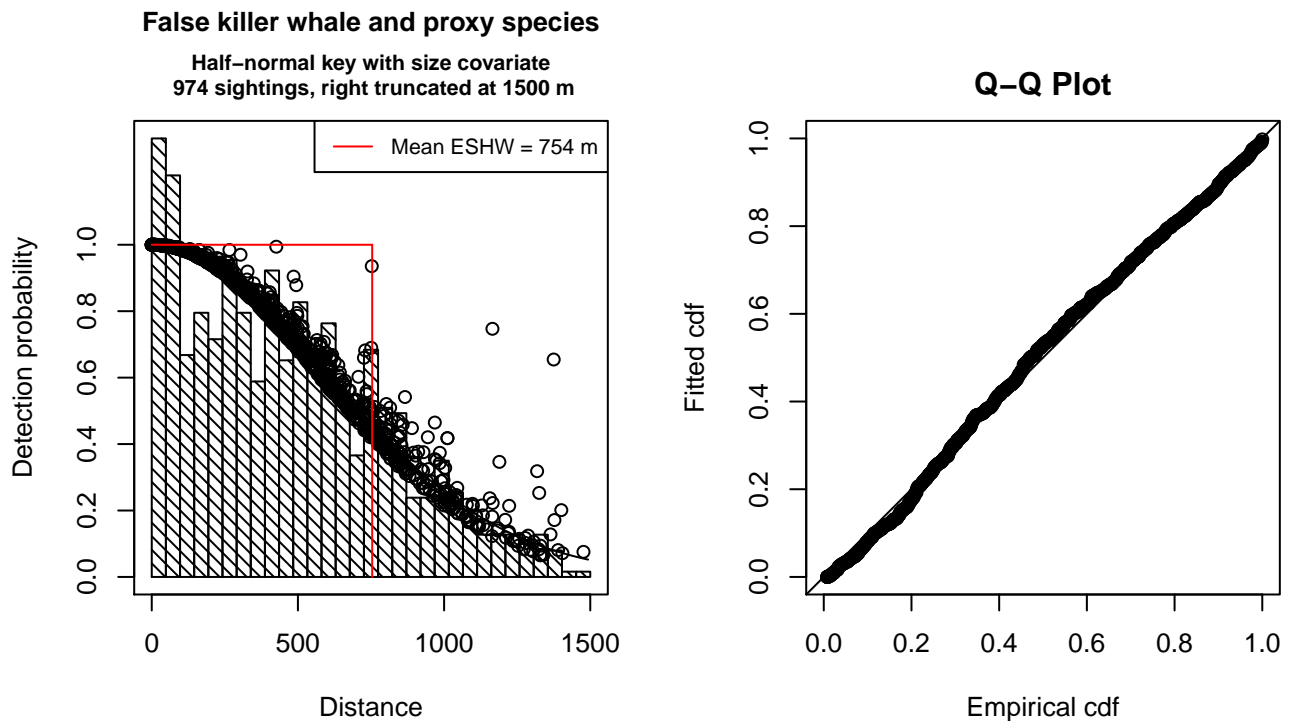 False killer whale and proxy species
Half−normal key with size covariate
974 sightings, right truncated at 1500 m
Mean ESHW = 754 m
Detection probability
0.0 0.2 0.4 0.6 0.8 1.0
0 500 1000 1500
Distance
Q−Q Plot
Fitted cdf
0.0 0.2 0.4 0.6 0.8 1.0
0.0 0.2 0.4 0.6 0.8 1.0
Empirical cdf